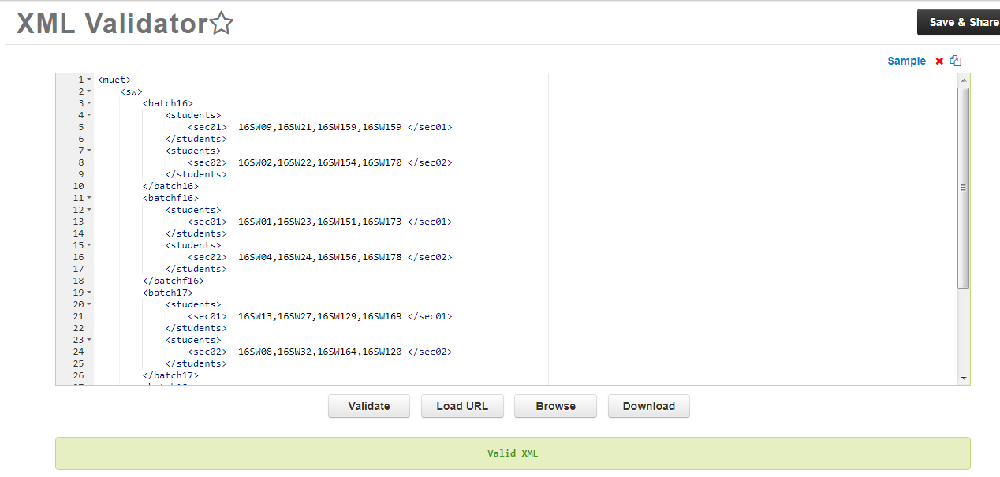 XML Validator
Save & Share
Sample
1 <muet>
2 <sw>
3 <batch16>
4 <students>
5 <sec01> 16SW09,16SW21,16SW159,16SW159 </sec01>
6 </students>
7 <students>
8 <sec02> 16SW02,16SW22,16SW154,16SW170 </sec02>
9 </students>
10 </batch16>
11 <batchf16>
12 <students>
13 <sec01> 16SW01,16SW23,16SW151,16SW173 </sec01>
14 </students>
15 <students>
16 <sec02> 16SW04,16SW24,16SW156,16SW178 </sec02>
17 </students>
18 </batchf16>
19 <batch17>
20 <students>
21 <sec01> 16SW13,16SW27,16SW129,16SW169 </sec01>
22 </students>
23 <students>
24 <sec02> 16SW08,16SW32,16SW164,16SW120 </sec02>
25 </students>
26 </batch17>
Validate Load URL Browse Download
Valid XML